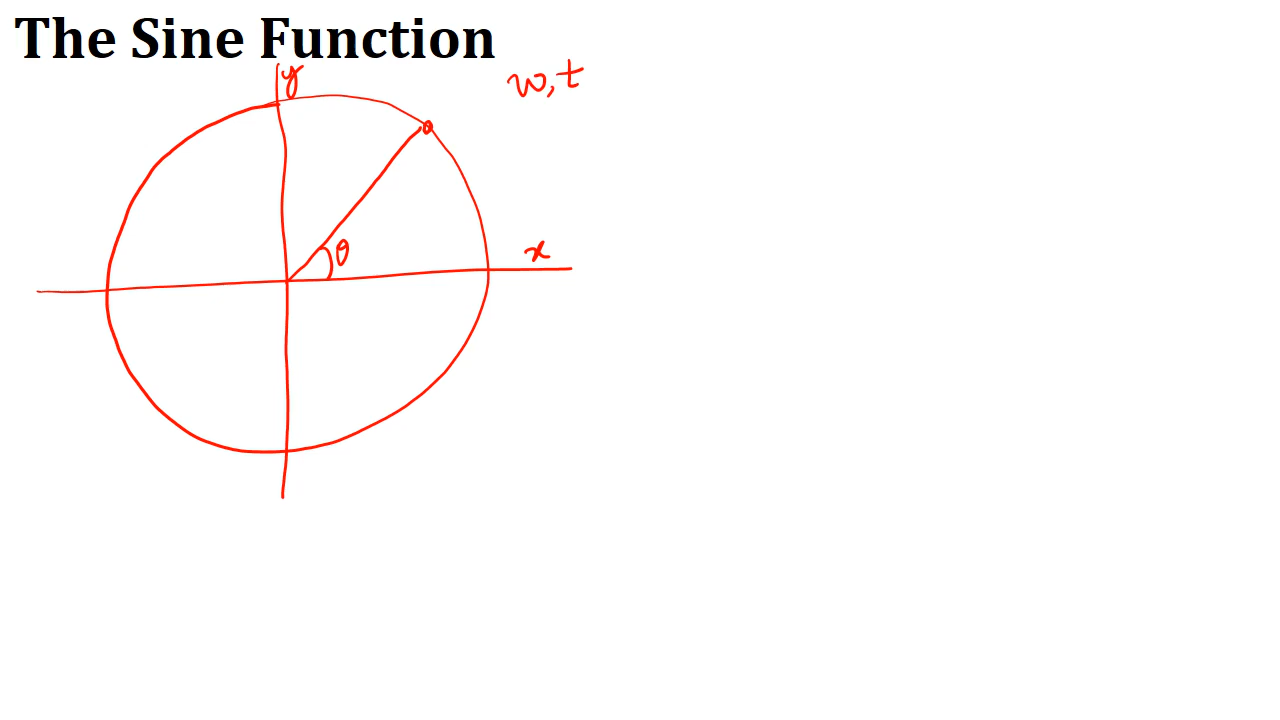 The Sine Function
y
w,t
θ
x